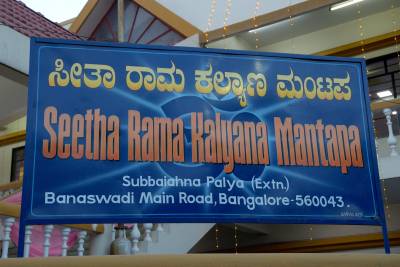 ಸೀತಾ ರಾಮ ಕಲ್ಯಾಣ ಮಂಟಪ
Seetha Rama Kalyana Mantapa
Subbaiahna Palya (Extn.)
Banaswadi Main Road, Bangalore-560043.